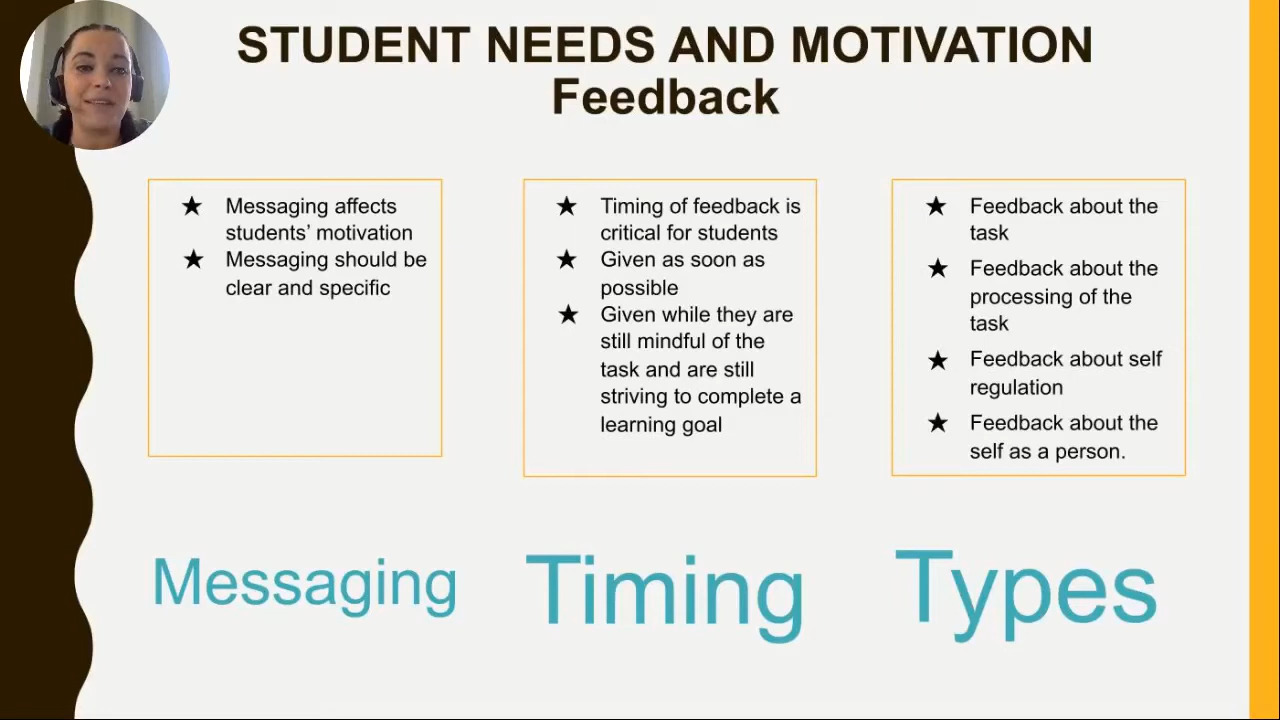 STUDENT NEEDS AND MOTIVATION
Feedback
★ Messaging affects
students’ motivation
★ Messaging should be
clear and specific
★ Timing of feedback is
critical for students
★ Given as soon as
possible
★ Given while they are
still mindful of the
task and are still
striving to complete a
learning goal
★ Feedback about the
task
★ Feedback about the
processing of the
task
★ Feedback about self
regulation
★ Feedback about the
self as a person.
Messaging
Timing
Types